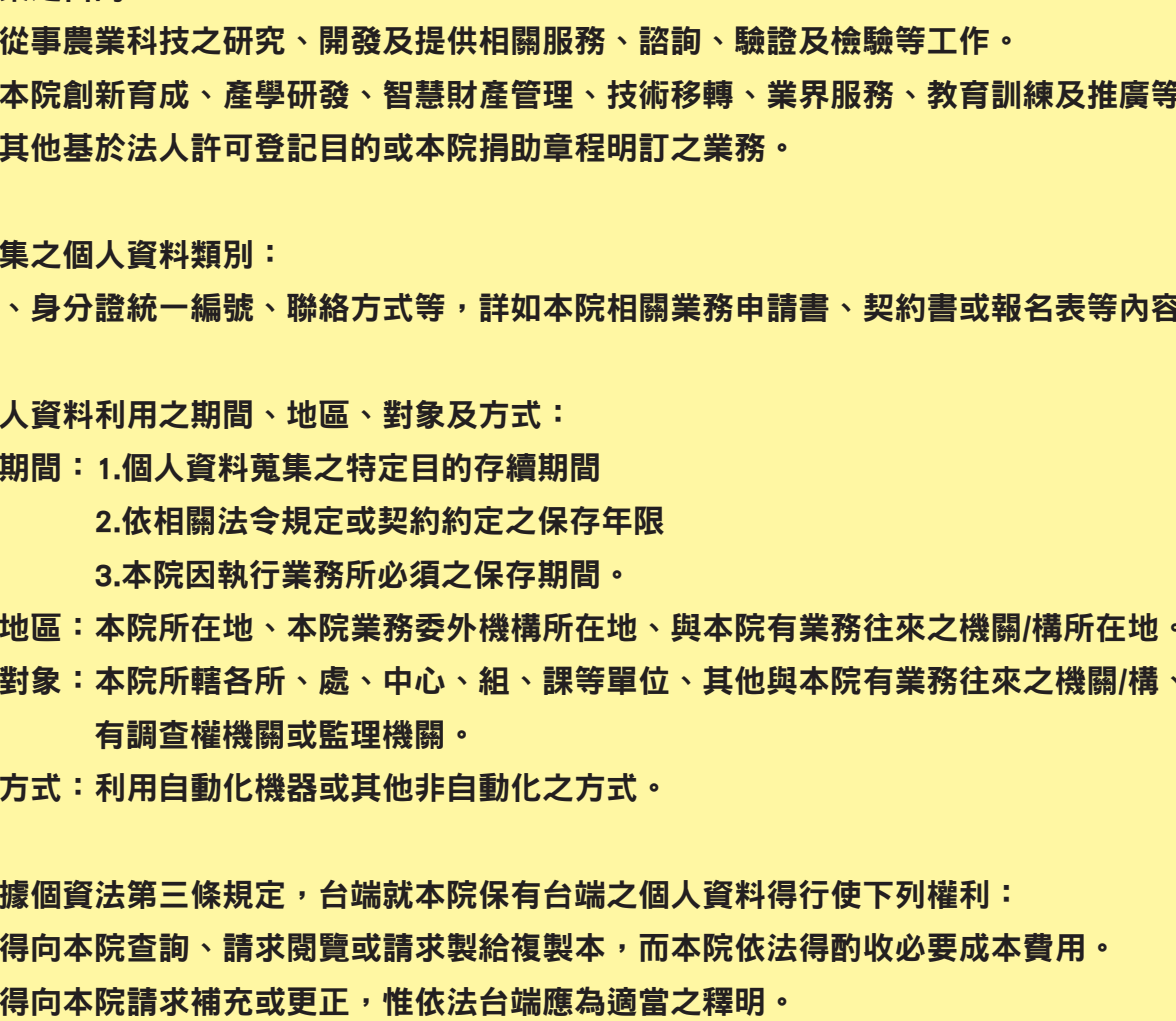 從事農業科技之研究、開發及提供相關服務、諮詢、驗證及檢驗等工作。
本院創新育成、產學研發、智慧財產管理、技術移轉、業界服務、教育訓練及推廣等
其他基於法人許可登記目的或本院捐助章程明訂之業務。
集之個人資料類別：
、身分證統一編號、聯絡方式等，詳如本院相關業務申請書、契約書或報名表等內容
人資料利用之期間、地區、對象及方式：
期間：1.個人資料蒐集之特定目的存續期間
2.依相關法令規定或契約約定之保存年限
3.本院因執行業務所必須之保存期間。
地區：本院所在地、本院業務委外機構所在地、與本院有業務往來之機關/構所在地。
對象：本院所轄各所、處、中心、組、課等單位、其他與本院有業務往來之機關/構、
有調查權機關或監理機關。
方式：利用自動化機器或其他非自動化之方式。
據個資法第三條規定，台端就本院保有台端之個人資料得行使下列權利：
得向本院查詢、請求閱覽或請求製給複製本，而本院依法得酌收必要成本費用。
得向本院請求補充或更正，惟依法台端應為適當之釋明。